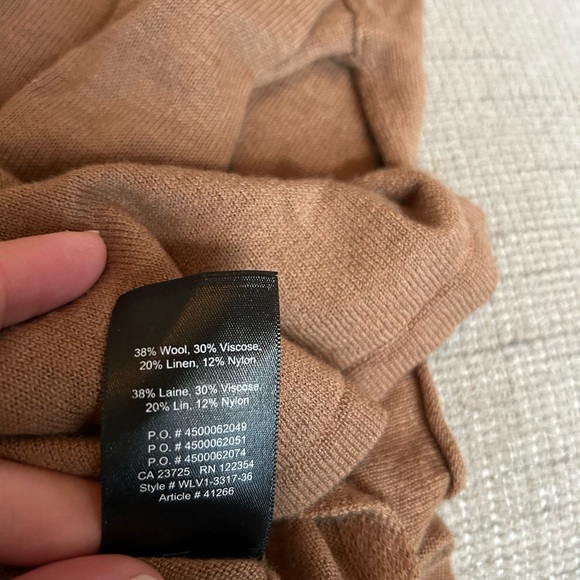 38% Wool, 30% Viscose,
20% Linen, 12% Nylon
38% Laine, 30% Viscose,
20% Lin, 12% Nylon
P.O. # 4500062049
P.O. # 4500062051
P.O. # 4500062074
CA 23725 RN 122354
Style # WLV1-3317-36
Article # 41266